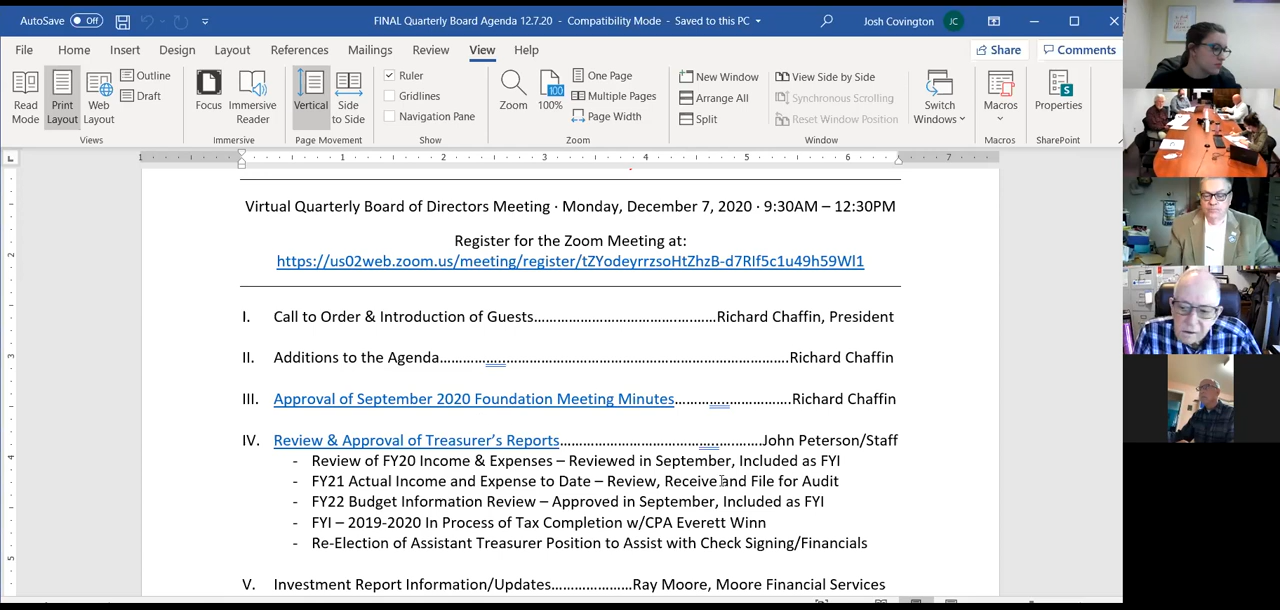 AutoSave Off FINAL Quarterly Board Agenda 12.7.20 - Compatibility Mode - Saved to this PC Josh Covington JC
File Home Insert Design Layout References Mailings Review View Help Share Comments
Read Mode
Print Layout
Web Layout
Outline
Draft
Views
Focus
Immersive Reader
Immersive
Vertical
Side to Side
Page Movement
Ruler
Gridlines
Navigation Pane
Show
Zoom
100
100%
One Page
Multiple Pages
Page Width
Zoom
New Window
Arrange All
Split
View Side by Side
Synchronous Scrolling
Reset Window Position
Switch Windows
Window
Macros
Macros
Properties
SharePoint
1 1 2 3 4 5 6 7
Virtual Quarterly Board of Directors Meeting · Monday, December 7, 2020 · 9:30AM – 12:30PM
Register for the Zoom Meeting at:
https://us02web.zoom.us/meeting/register/tZYodeyrrzsoHtZhzB-d7RIf5c1u49h59Wl1
I. Call to Order & Introduction of Guests……………………………………Richard Chaffin, President
II. Additions to the Agenda…………………………………………………………………….Richard Chaffin
III. Approval of September 2020 Foundation Meeting Minutes…………………………Richard Chaffin
IV. Review & Approval of Treasurer's Reports……………………………………………John Peterson/Staff
- Review of FY20 Income & Expenses – Reviewed in September, Included as FYI
- FY21 Actual Income and Expense to Date – Review, Receive and File for Audit
- FY22 Budget Information Review – Approved in September, Included as FYI
- FYI – 2019-2020 In Process of Tax Completion w/CPA Everett Winn
- Re-Election of Assistant Treasurer Position to Assist with Check Signing/Financials
V. Investment Report Information/Updates………………………Ray Moore, Moore Financial Services